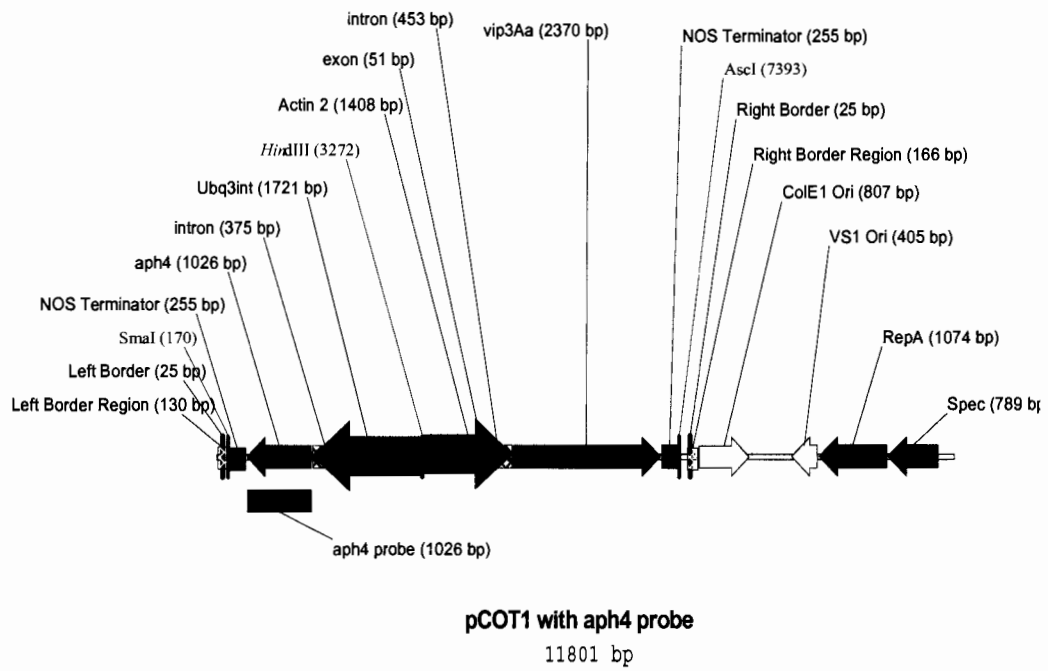 intron (453 bp)
vip3Aa (2370 bp)
NOS Terminator (255 bp)
exon (51 bp)
AscI (7393)
Actin 2 (1408 bp)
Right Border (25 bp)
HindIII (3272)
Right Border Region (166 bp)
Ubq3int (1721 bp)
ColE1 Ori (807 bp)
intron (375 bp)
VS1 Ori (405 bp)
aph4 (1026 bp)
NOS Terminator (255 bp)
SmaI (170)
RepA (1074 bp)
Left Border (25 bp)
Left Border Region (130 bp)
Spec (789 bp
aph4 probe (1026 bp)
pCOT1 with aph4 probe
11801 bp